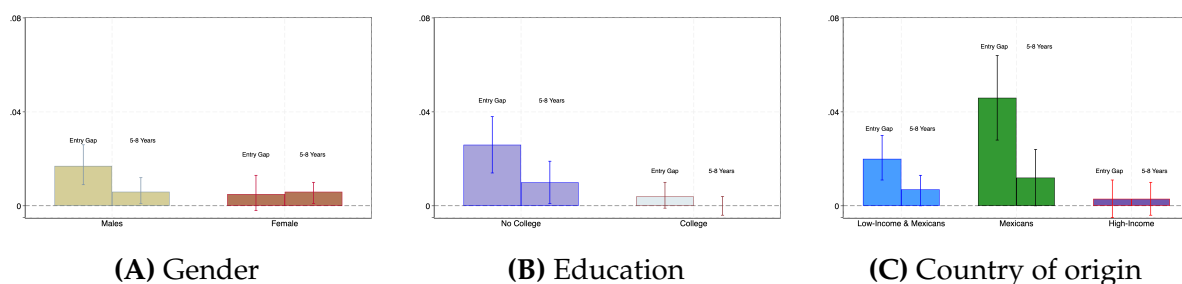 .08
.04
0
Entry Gap
5-8 Years
Entry Gap
5-8 Years
Males
Female
(A) Gender
.08
.04
0
Entry Gap
5-8 Years
Entry Gap
5-8 Years
No College
College
(B) Education
.08
.04
0
Entry Gap
5-8 Years
Entry Gap
5-8 Years
Entry Gap
5-8 Years
Low-Income & Mexicans
Mexicans
High-Income
(C) Country of origin